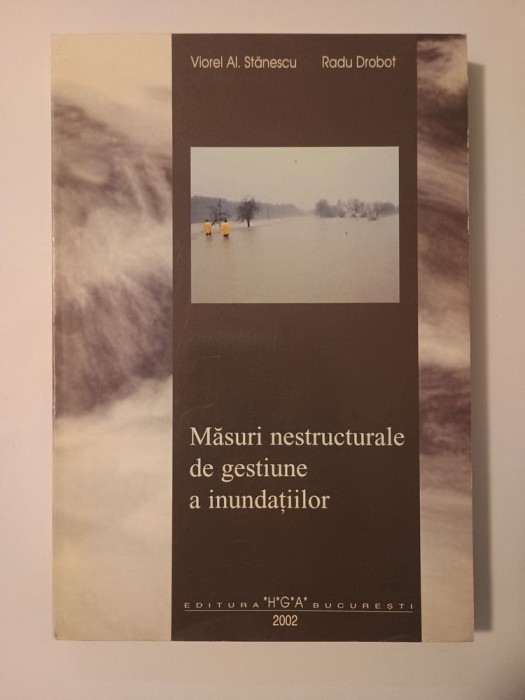 Viorel Al. Stănescu Radu Drobot
Măsuri nestructurale
de gestiune
a inundațiilor
EDITURA *H*G*A* BUCUREȘTI
2002